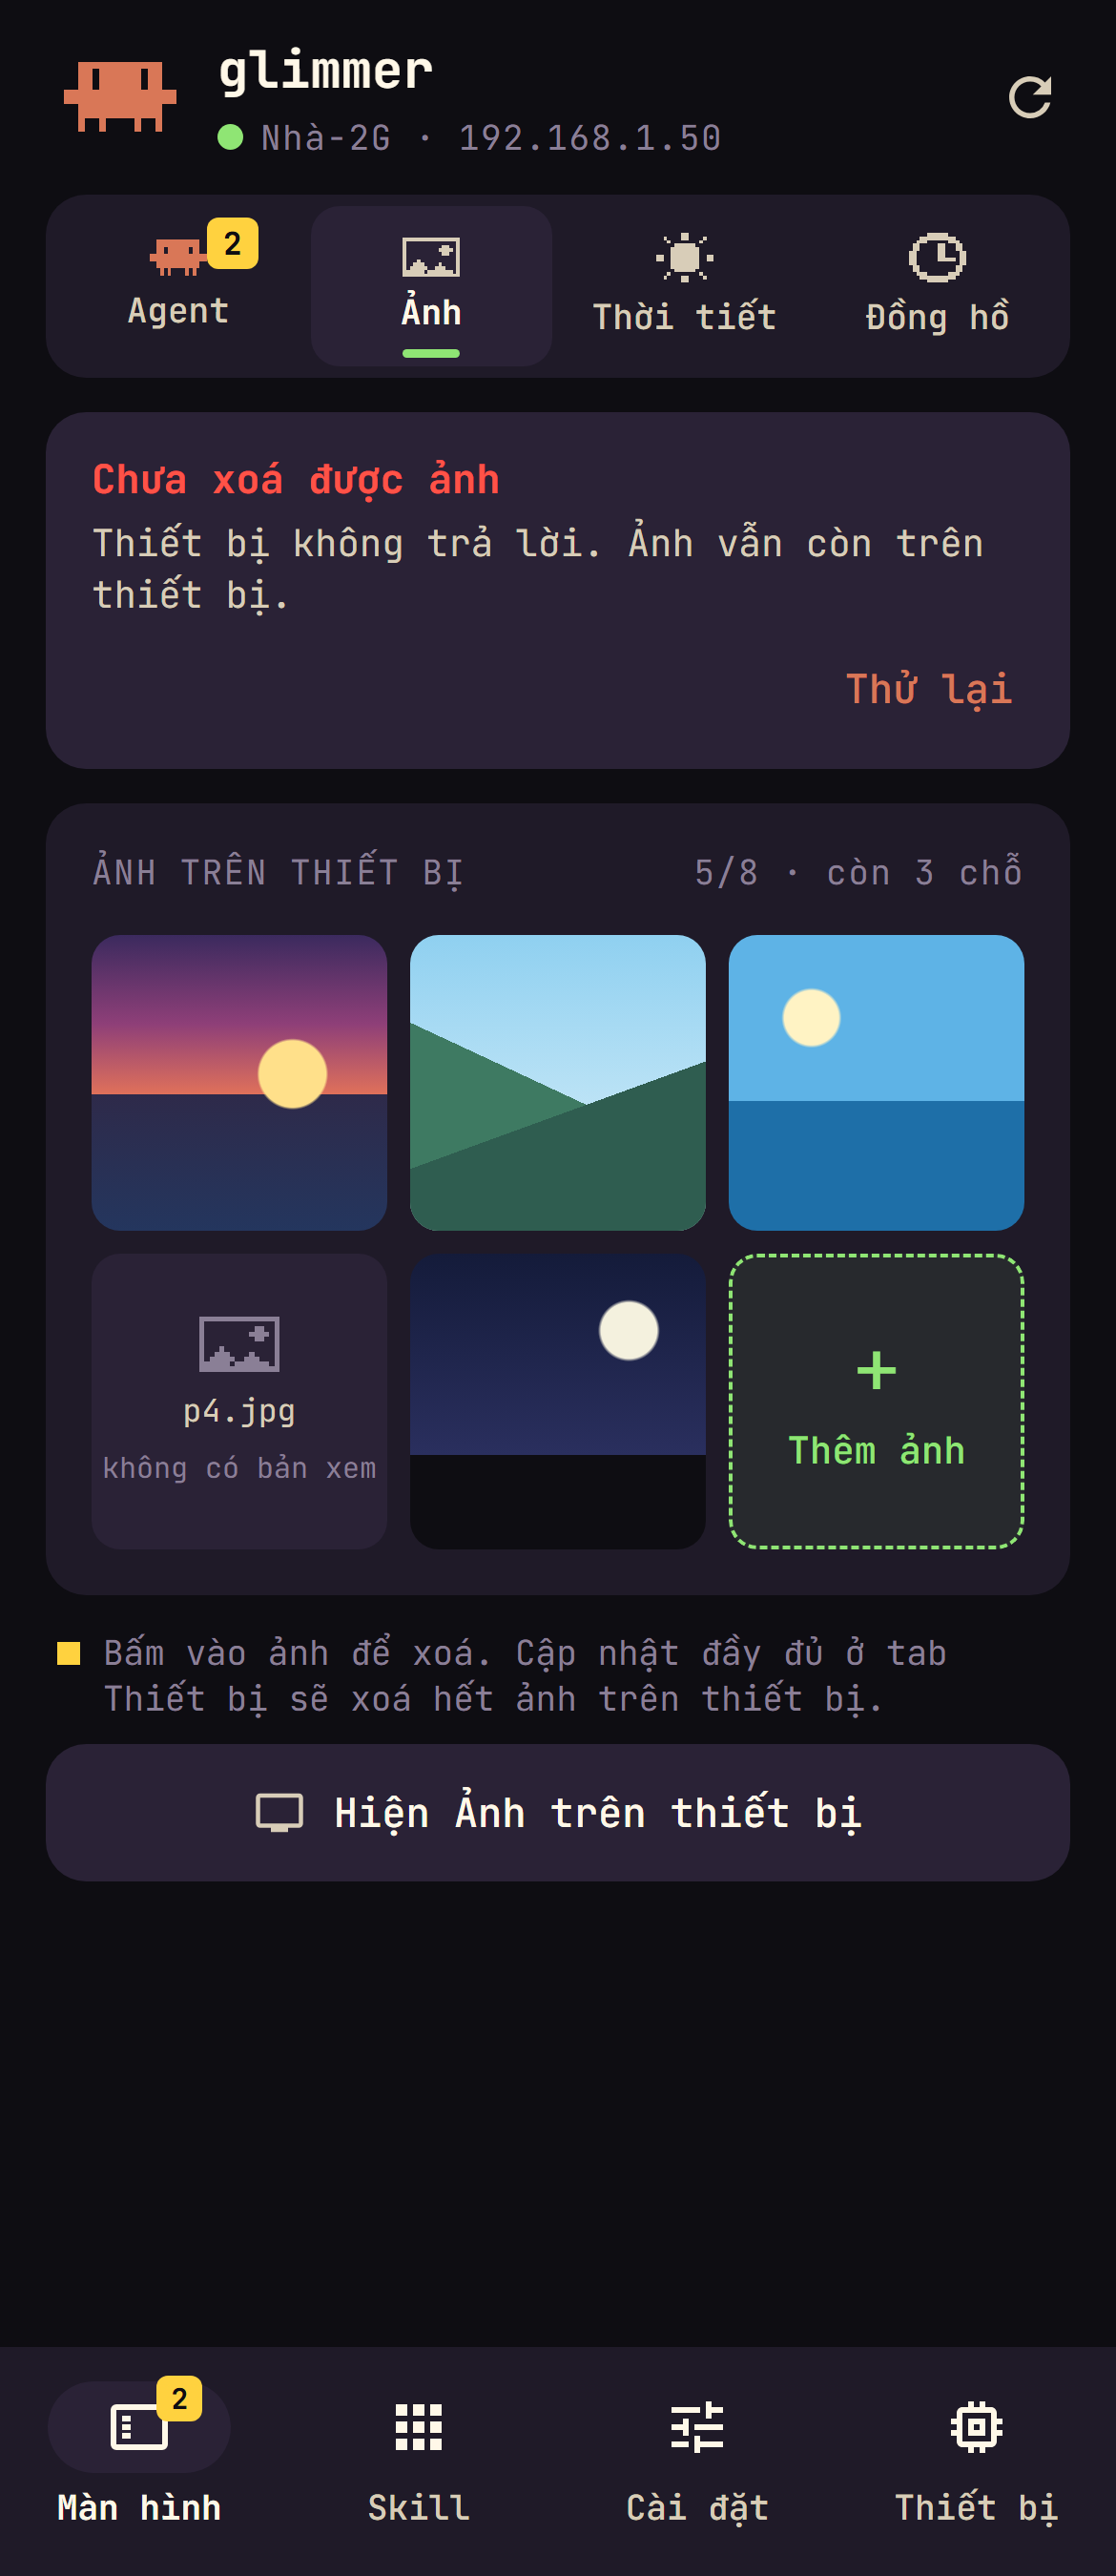 glimmer
Nhà-2G · 192.168.1.50
2
Agent
Ảnh
Thời tiết
Đồng hồ
Chưa xoá được ảnh
Thiết bị không trả lời. Ảnh vẫn còn trên
thiết bị.
Thử lại
ẢNH TRÊN THIẾT BỊ
5/8 · còn 3 chỗ
p4.jpg
không có bản xem
+
Thêm ảnh
Bấm vào ảnh để xoá. Cập nhật đầy đủ ở tab
Thiết bị sẽ xoá hết ảnh trên thiết bị.
Hiện Ảnh trên thiết bị
2
Màn hình
Skill
Cài đặt
Thiết bị